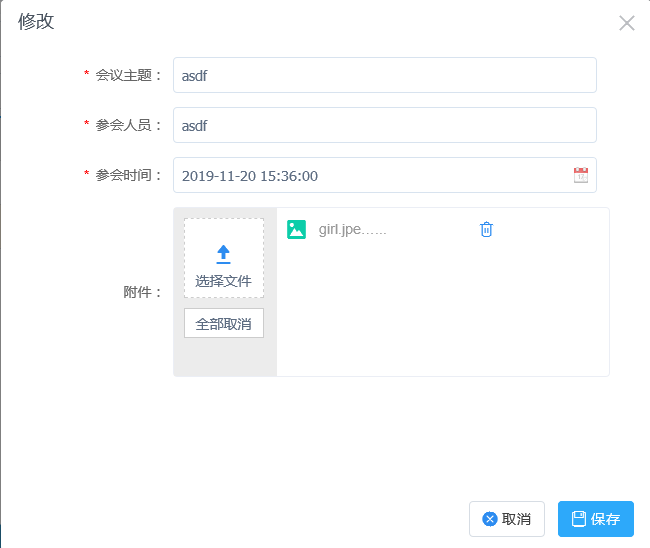 修改
* 会议主题： asdf
* 参会人员： asdf
* 参会时间： 2019-11-20 15:36:00
附件：
选择文件
全部取消
girl.jpe......
取消
保存